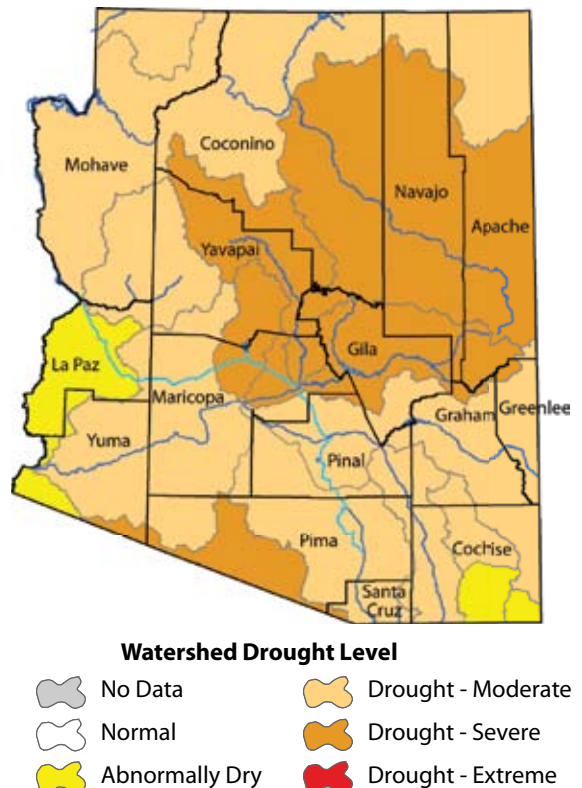 Coconino
Mohave
Navajo
Apache
Yavapai
Gila
La Paz
Maricopa
Graham
Greenlee
Yuma
Pinal
Pima
Cochise
Santa
Cruz
Watershed Drought Level
No Data
Drought - Moderate
Normal
Drought - Severe
Abnormally Dry
Drought - Extreme